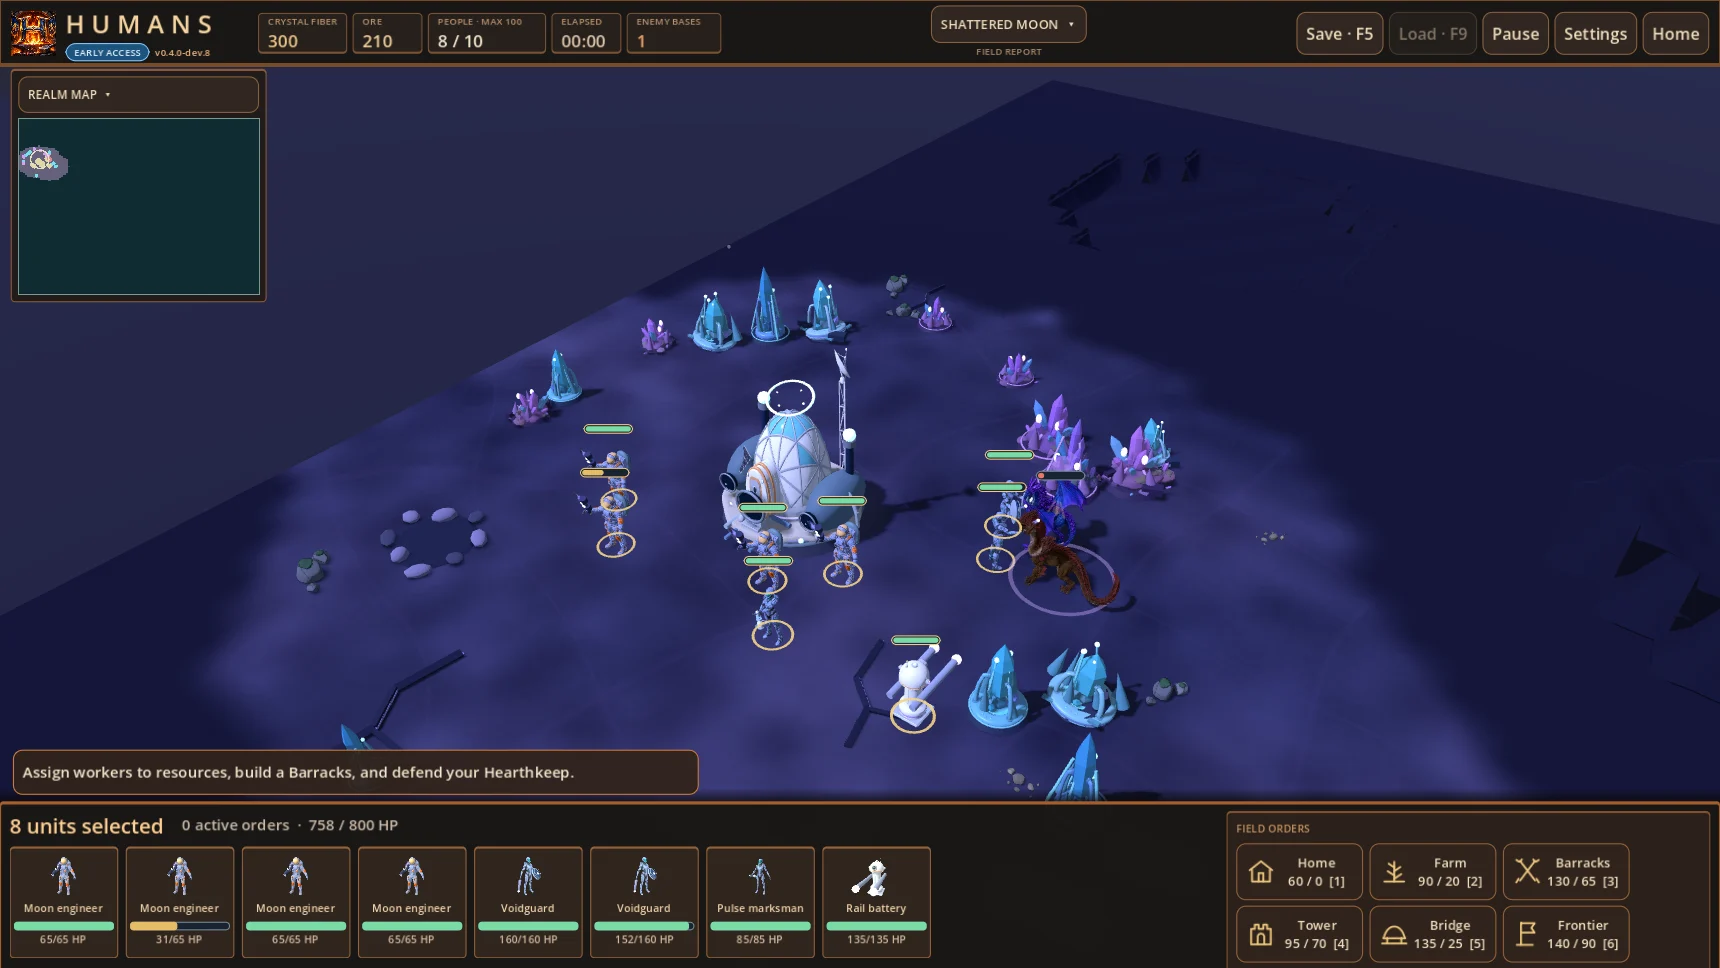 HUMANS
EARLY ACCESS v0.4.0-dev.8
CRYSTAL FIBER
300
ORE
210
PEOPLE · MAX 100
8 / 10
ELAPSED
00:00
ENEMY BASES
1
SHATTERED MOON ▾
FIELD REPORT
Save · F5
Load · F9
Pause
Settings
Home
REALM MAP ▾
Assign workers to resources, build a Barracks, and defend your Hearthkeep.
8 units selected 0 active orders · 758 / 800 HP
Moon engineer
65/65 HP
Moon engineer
31/65 HP
Moon engineer
65/65 HP
Moon engineer
65/65 HP
Voidguard
160/160 HP
Voidguard
152/160 HP
Pulse marksman
85/85 HP
Rail battery
135/135 HP
FIELD ORDERS
Home
60 / 0 [1]
Farm
90 / 20 [2]
Barracks
130 / 65 [3]
Tower
95 / 70 [4]
Bridge
135 / 25 [5]
Frontier
140 / 90 [6]